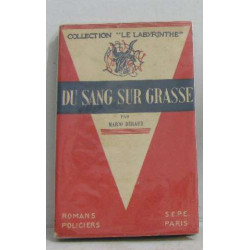 COLLECTION "LE LABYRINTHE"
DU SANG SUR GRASSE
PAR
ROMANS
POLICIERS
S.E.P.E.
PARIS